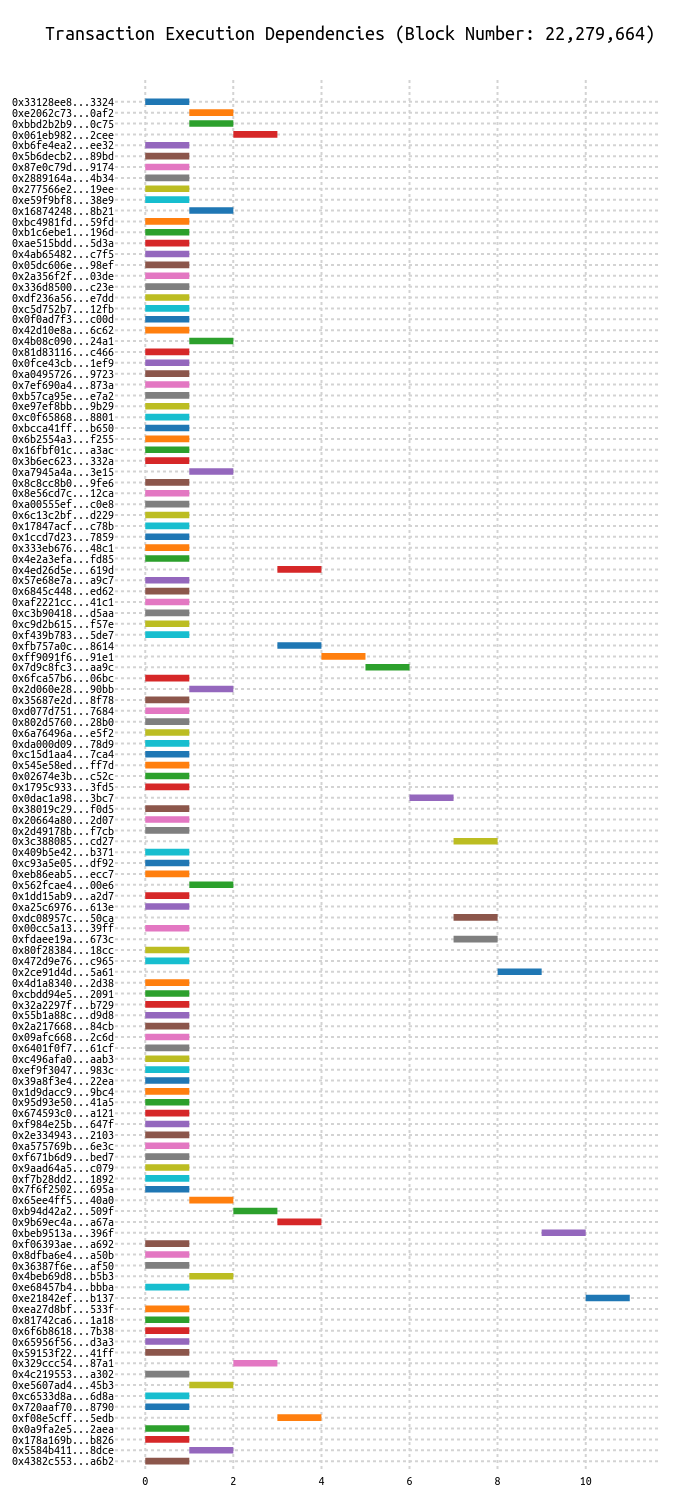 Transaction Execution Dependencies (Block Number: 22,279,664)
0x33128ee8...3324
0xe2062c73...0af2
0xbbd2b2b9...0c75
0x061eb982...2cee
0xb6fe4ea2...ee32
0x5b6decb2...89bd
0x87e0c79d...9174
0x2889164a...4b34
0x277566e2...19ee
0xe59f9bf8...38e9
0x16874248...8b21
0xbc4981fd...59fd
0xb1c6ebe1...196d
0xae515bdd...5d3a
0x4ab65482...c7f5
0x05dc606e...98ef
0x2a356f2f...03de
0x336d8500...c23e
0xdf236a56...e7dd
0xc5d752b7...12fb
0x0f0ad7f3...c00d
0x42d10e8a...6c62
0x4b08c090...24a1
0x81d83116...c466
0x0fce43cb...1ef9
0xa0495726...9723
0x7ef690a4...873a
0xb57ca95e...e7a2
0xe97ef8bb...9b29
0xc0f65868...8801
0xbcca41ff...b650
0x6b2554a3...f255
0x16fbf01c...a3ac
0x3b6ec623...332a
0xa7945a4a...3e15
0x8c8cc8b0...9fe6
0x8e56cd7c...12ca
0xa00555ef...c0e8
0x6c13c2bf...d229
0x17847acf...c78b
0x1ccd7d23...7859
0x333eb676...48c1
0x4e2a3efa...fd85
0x4ed26d5e...619d
0x57e68e7a...a9c7
0x6845c448...ed62
0xaf2221cc...41c1
0xc3b90418...d5aa
0xc9d2b615...f57e
0xf439b783...5de7
0xfb757a0c...8614
0xff9091f6...91e1
0x7d9c8fc3...aa9c
0x6fca57b6...06bc
0x2d060e28...90bb
0x35687e2d...8f78
0xd077d751...7684
0x802d5760...28b0
0x6a76496a...e5f2
0xda000d09...78d9
0xc15d1aa4...7ca4
0x545e58ed...ff7d
0x02674e3b...c52c
0x1795c933...3fd5
0x0dac1a98...3bc7
0x38019c29...f0d5
0x20664a80...2d07
0x2d49178b...f7cb
0x3c388085...cd27
0x409b5e42...b371
0xc93a5e05...df92
0xeb86eab5...ecc7
0x562fcae4...00e6
0x1dd15ab9...a2d7
0xa25c6976...613e
0xdc08957c...50ca
0x00cc5a13...39ff
0xfdaee19a...673c
0x80f28384...18cc
0x472d9e76...c965
0x2ce91d4d...5a61
0x4d1a8340...2d38
0xcbdd94e5...2091
0x32a2297f...b729
0x55b1a88c...d9d8
0x2a217668...84cb
0x09afc668...2c6d
0x6401f0f7...61cf
0xc496afa0...aab3
0xef9f3047...983c
0x39a8f3e4...22ea
0x1d9dacc9...9bc4
0x95d93e50...41a5
0x674593c0...a121
0xf984e25b...647f
0x2e334943...2103
0xa575769b...6e3c
0xf671b6d9...bed7
0x9aad64a5...c079
0xf7b28dd2...1892
0x7f6f2502...695a
0x65ee4ff5...40a0
0xb94d42a2...509f
0x9b69ec4a...a67a
0xbeb9513a...396f
0xf06393ae...a692
0x8dfba6e4...a50b
0x36387f6e...af50
0x4beb69d8...b5b3
0xe68457b4...bbba
0xe21842ef...b137
0xea27d8bf...533f
0x81742ca6...1a18
0x6f6b8618...7b38
0x65956f56...d3a3
0x59153f22...41ff
0x329ccc54...87a1
0x4c219553...a302
0xe5607ad4...45b3
0xc6533d8a...6d8a
0x720aaf70...8790
0xf08e5cff...5edb
0x0a9fa2e5...2aea
0x178a169b...b826
0x5584b411...8dce
0x4382c553...a6b2
0 2 4 6 8 10